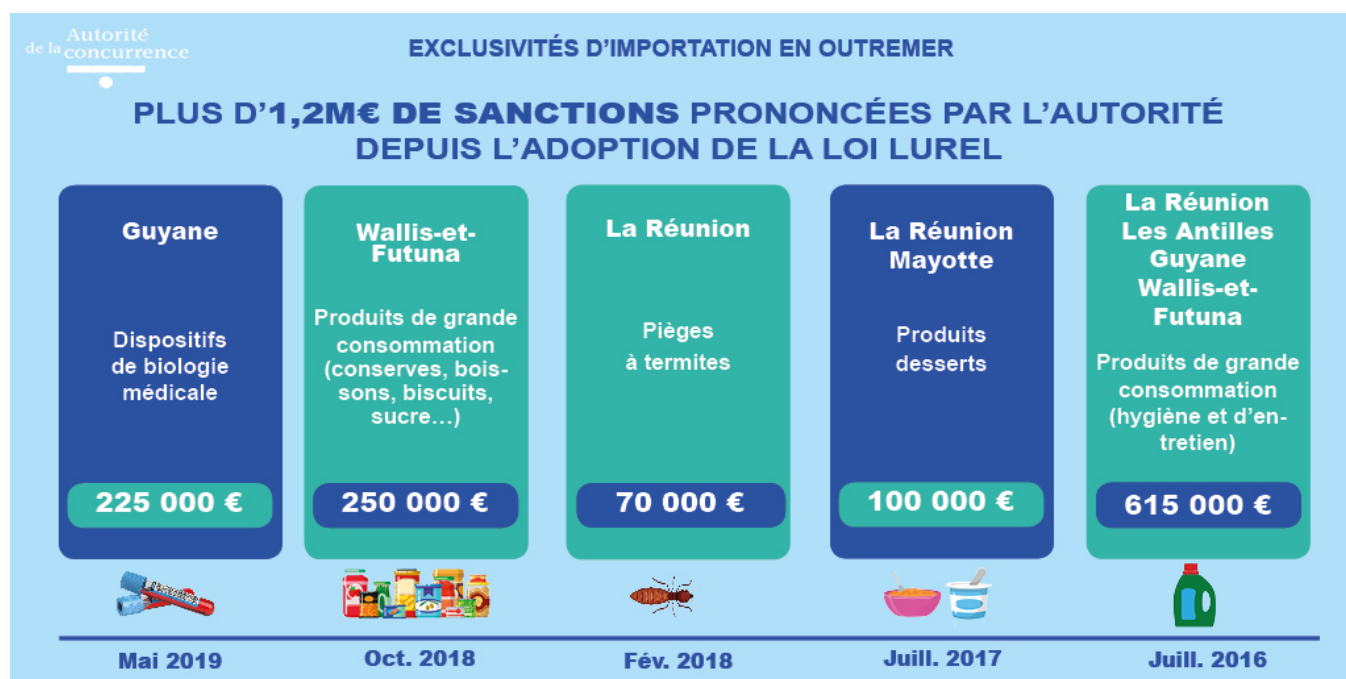 Autorité
de la concurrence
EXCLUSIVITÉS D'IMPORTATION EN OUTREMER
PLUS D'1,2M€ DE SANCTIONS PRONONCÉES PAR L'AUTORITÉ
DEPUIS L'ADOPTION DE LA LOI LUREL
Guyane
Dispositifs
de biologie
médicale
225 000 €
Mai 2019
Wallis-et-
Futuna
Produits de grande
consommation
(conserves, bois-
sons, biscuits,
sucre…)
250 000 €
Oct. 2018
La Réunion
Pièges
à termites
70 000 €
Fév. 2018
La Réunion
Mayotte
Produits
desserts
100 000 €
Juill. 2017
La Réunion
Les Antilles
Guyane
Wallis-et-
Futuna
Produits de grande
consommation
(hygiène et d'en-
tretien)
615 000 €
Juill. 2016